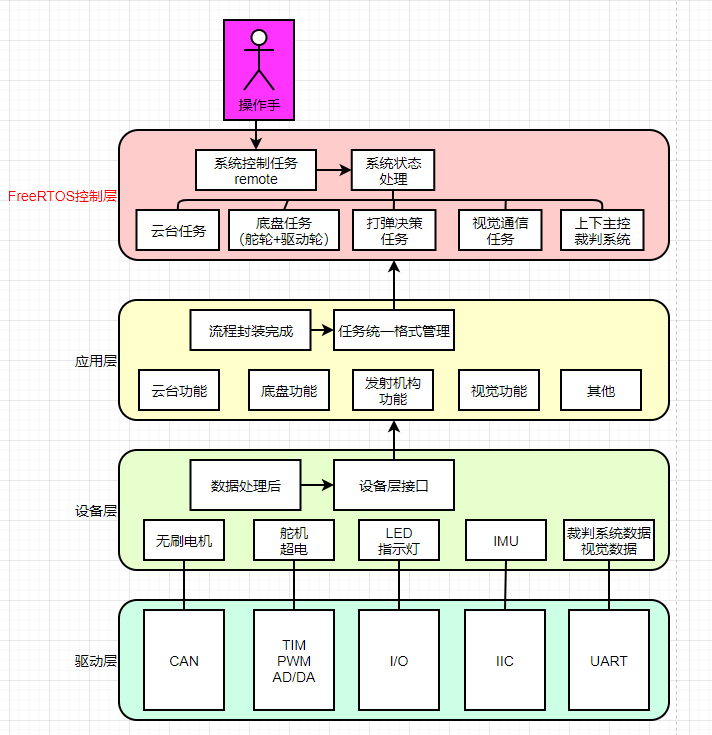 操作手
FreeRTOS控制层
系统控制任务
remote
系统状态
处理
云台任务
底盘任务
（舵轮+驱动轮）
打弹决策
任务
视觉通信
任务
上下主控
裁判系统
应用层
流程封装完成
任务统一格式管理
云台功能
底盘功能
发射机构
功能
视觉功能
其他
设备层
数据处理后
设备层接口
无刷电机
舵机
超电
LED
指示灯
IMU
裁判系统数据
视觉数据
驱动层
CAN
TIM
PWM
AD/DA
I/O
IIC
UART